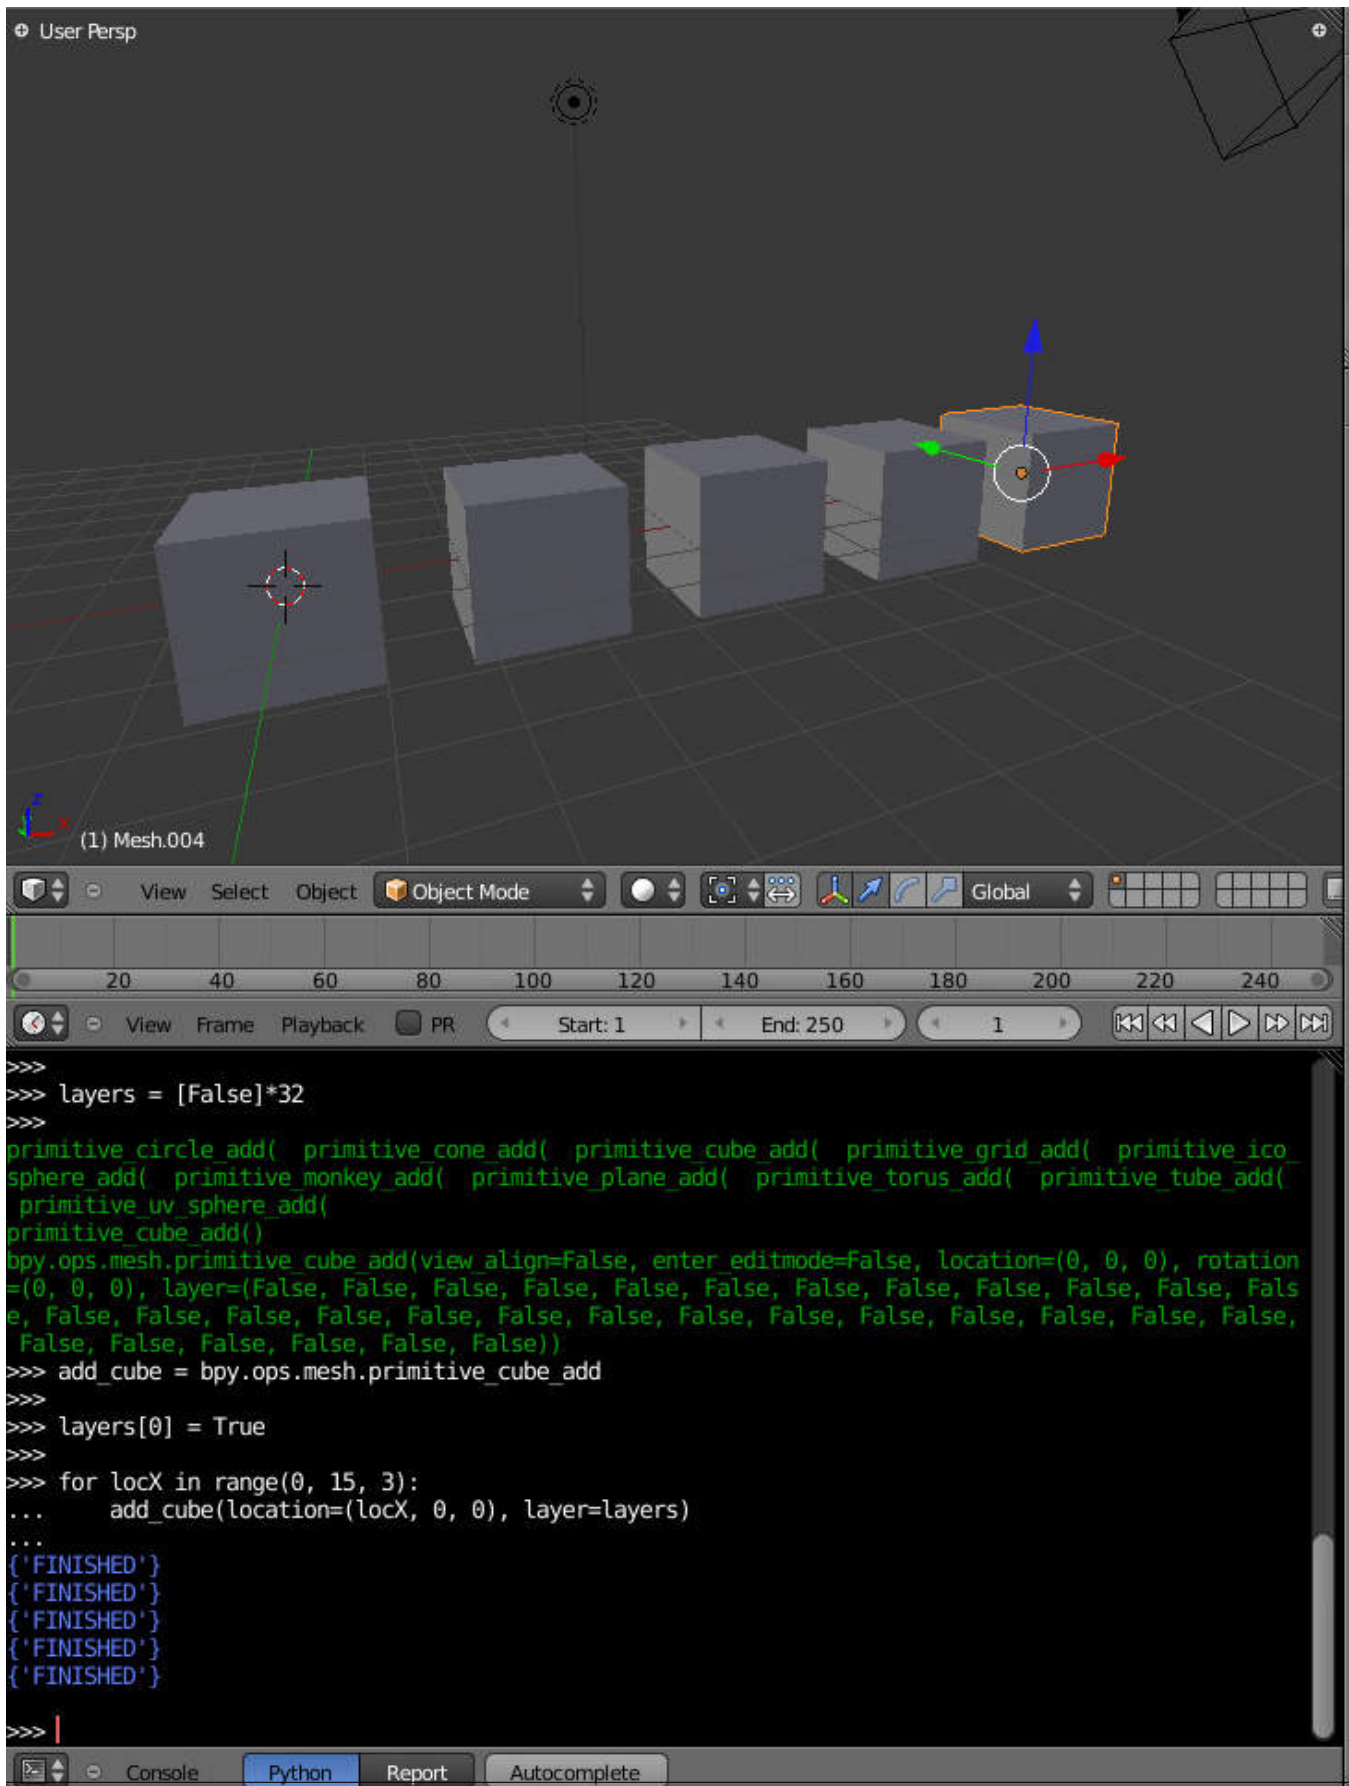 User Persp
z
x
(1) Mesh.004
View Select Object Object Mode Global
20 40 60 80 100 120 140 160 180 200 220 240
View Frame Playback PR Start: 1 End: 250 1
>>>
>>> layers = [False]*32
>>>
primitive_circle_add(  primitive_cone_add(  primitive_cube_add(  primitive_grid_add(  primitive_ico_
sphere_add(  primitive_monkey_add(  primitive_plane_add(  primitive_torus_add(  primitive_tube_add(
 primitive_uv_sphere_add(
primitive_cube_add()
bpy.ops.mesh.primitive_cube_add(view_align=False, enter_editmode=False, location=(0, 0, 0), rotation
=(0, 0, 0), layer=(False, False, False, False, False, False, False, False, False, False, False, Fals
e, False, False, False, False, False, False, False, False, False, False, False, False, False, False,
 False, False, False, False, False, False))
>>> add_cube = bpy.ops.mesh.primitive_cube_add
>>>
>>> layers[0] = True
>>>
>>> for locX in range(0, 15, 3):
...     add_cube(location=(locX, 0, 0), layer=layers)
...
{'FINISHED'}
{'FINISHED'}
{'FINISHED'}
{'FINISHED'}
{'FINISHED'}
>>>
Console Python Report Autocomplete